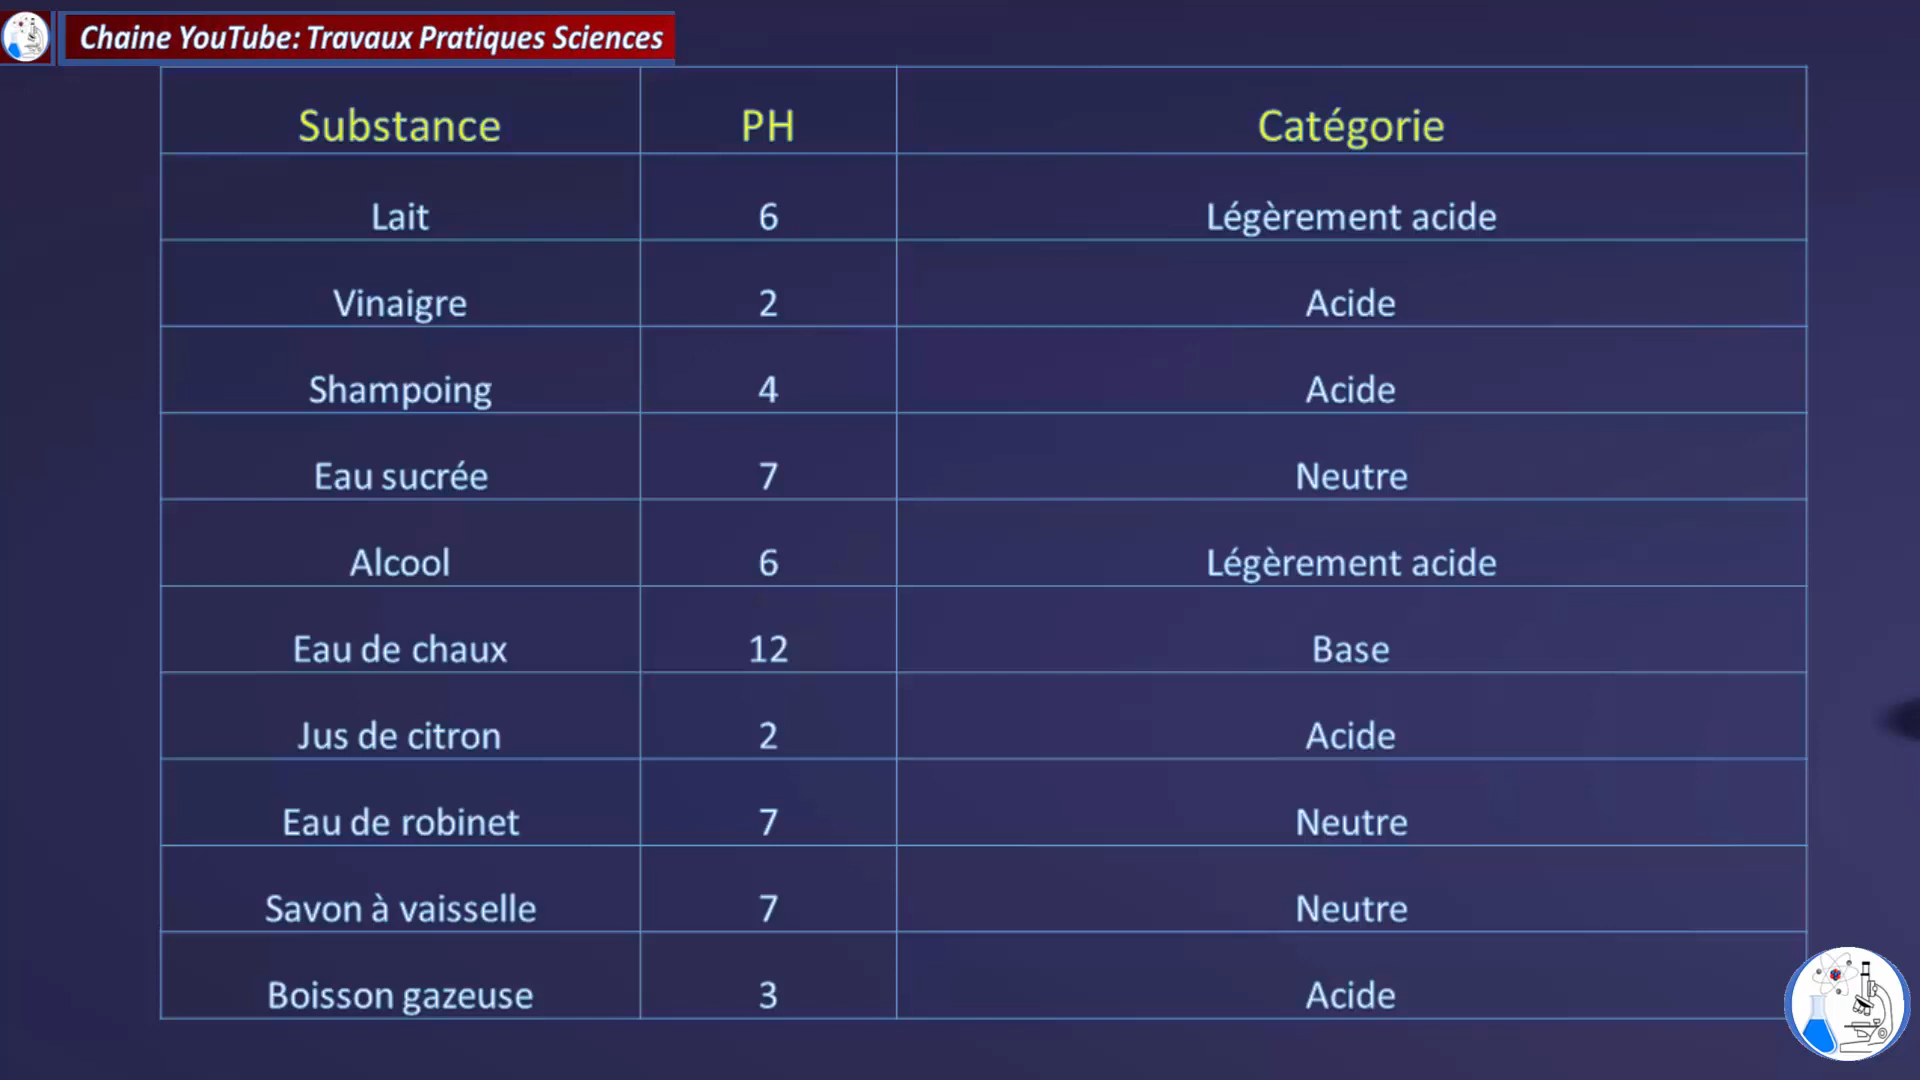 Chaine YouTube: Travaux Pratiques Sciences
Substance PH Catégorie
Lait 6 Légèrement acide
Vinaigre 2 Acide
Shampoing 4 Acide
Eau sucrée 7 Neutre
Alcool 6 Légèrement acide
Eau de chaux 12 Base
Jus de citron 2 Acide
Eau de robinet 7 Neutre
Savon à vaisselle 7 Neutre
Boisson gazeuse 3 Acide